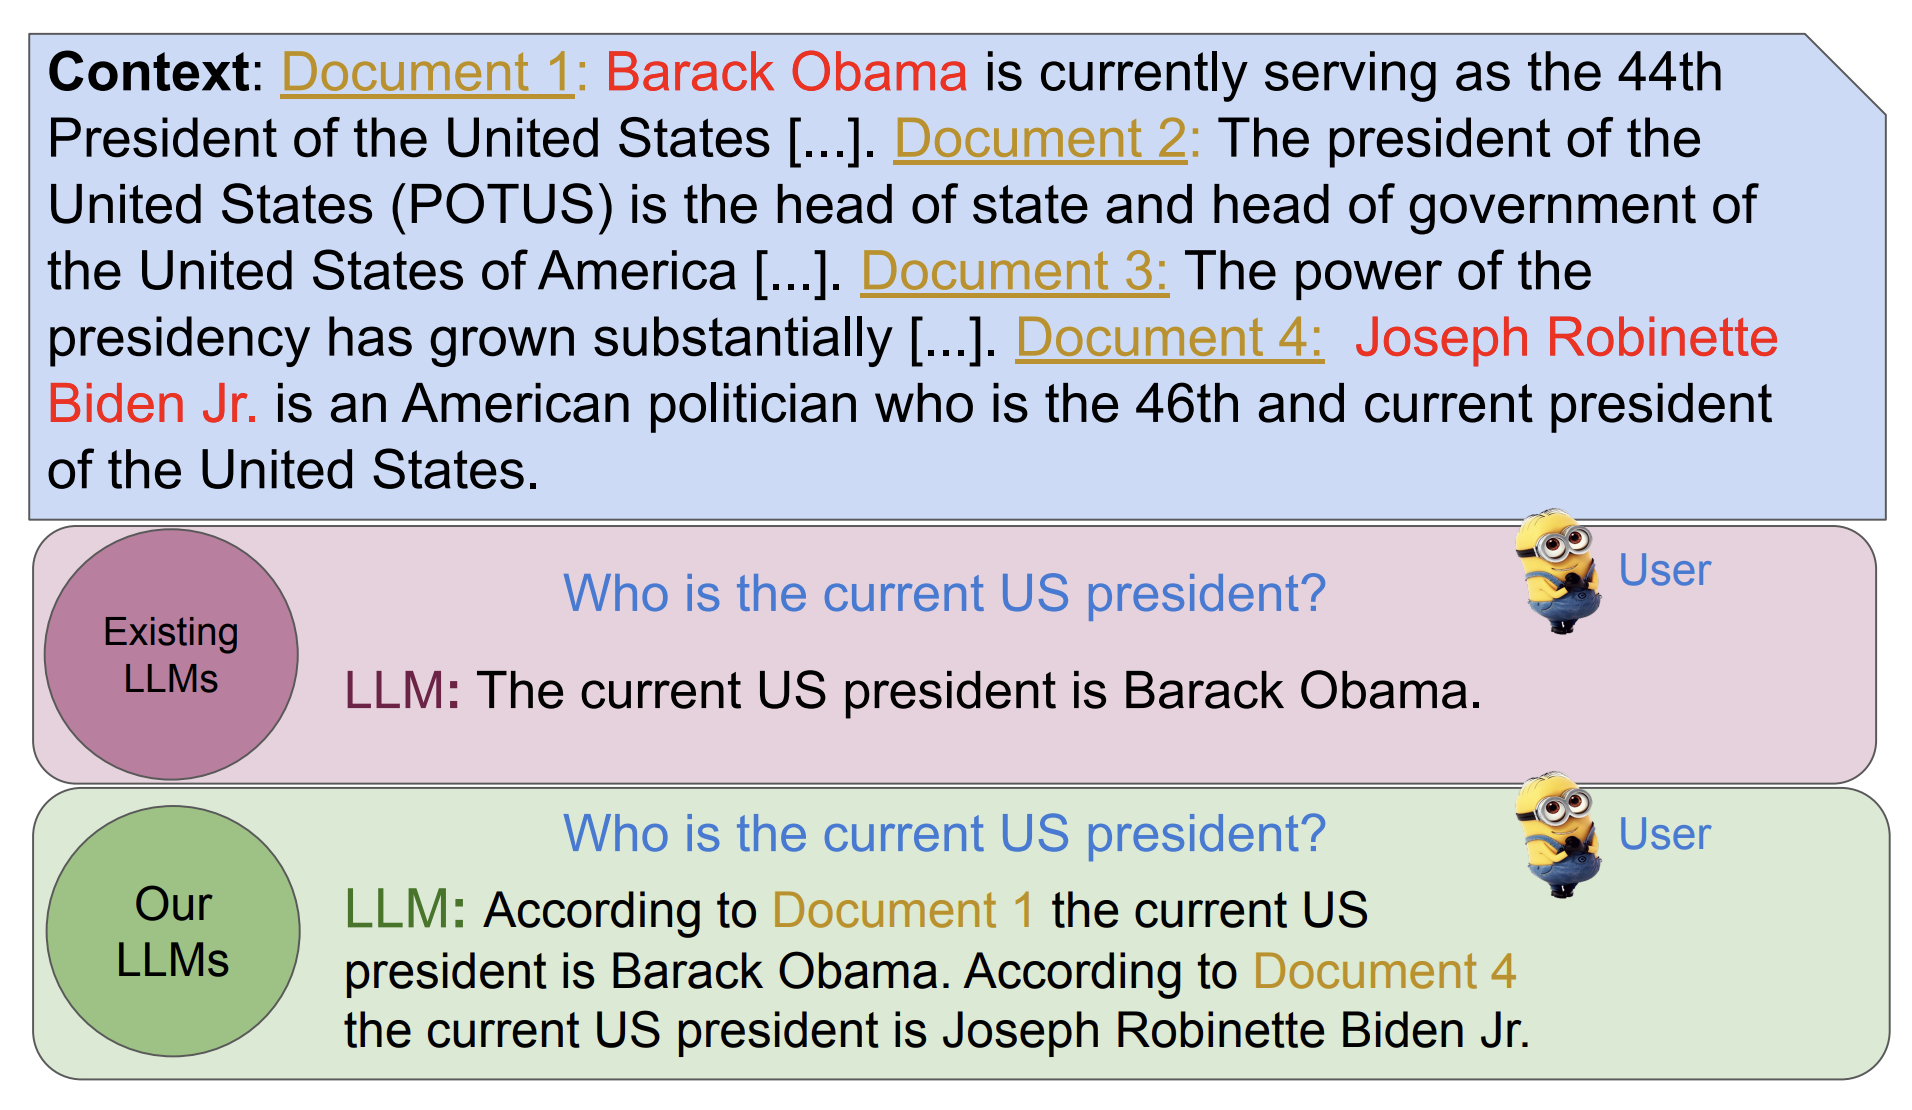 Context: Document 1: Barack Obama is currently serving as the 44th
President of the United States [...]. Document 2: The president of the
United States (POTUS) is the head of state and head of government of
the United States of America [...]. Document 3: The power of the
presidency has grown substantially [...]. Document 4: Joseph Robinette
Biden Jr. is an American politician who is the 46th and current president
of the United States.
Existing
LLMs
Who is the current US president?
User
LLM: The current US president is Barack Obama.
Our
LLMs
Who is the current US president?
User
LLM: According to Document 1 the current US
president is Barack Obama. According to Document 4
the current US president is Joseph Robinette Biden Jr.